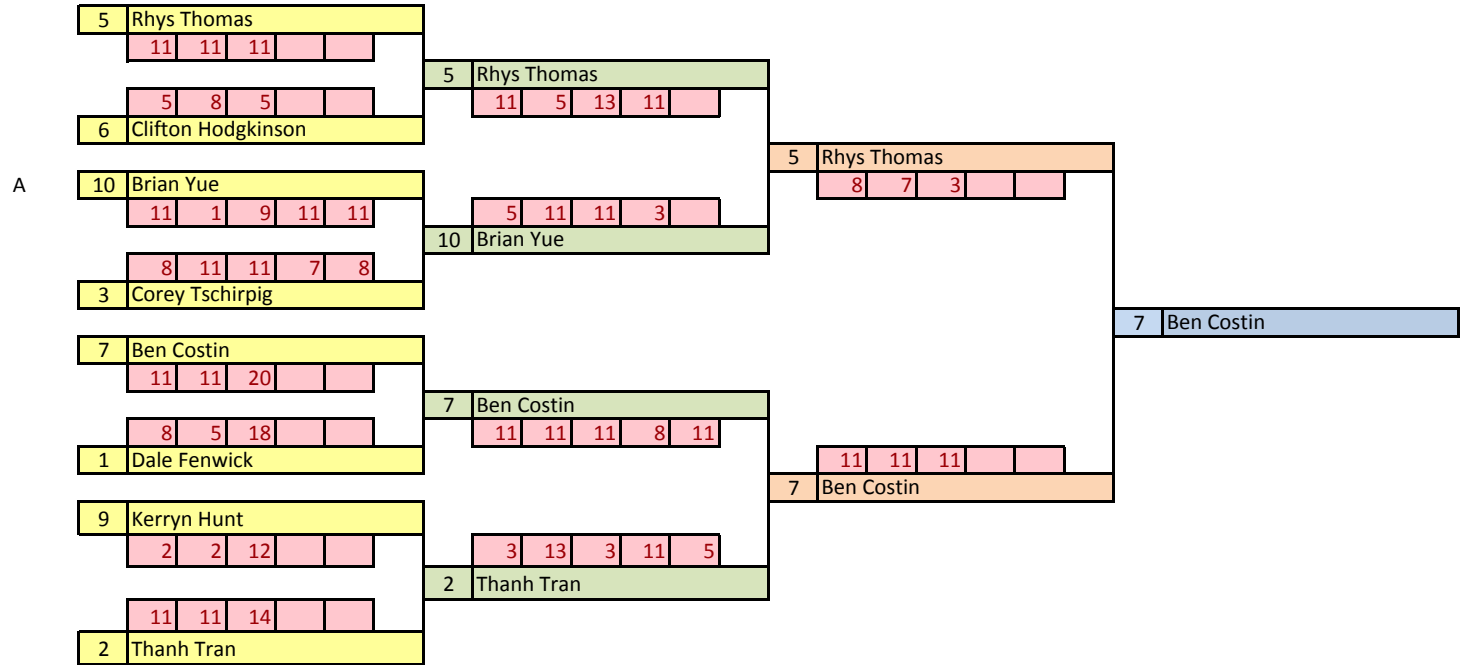 5 Rhys Thomas
11 11 11
5 Rhys Thomas
5 8 5
11 5 13 11
6 Clifton Hodgkinson
5 Rhys Thomas
A 10 Brian Yue
8 7 3
11 1 9 11 11
5 11 11 3
10 Brian Yue
8 11 11 7 8
3 Corey Tschirpig
7 Ben Costin
7 Ben Costin
11 11 20
7 Ben Costin
8 5 18
11 11 11 8 11
1 Dale Fenwick
11 11 11
7 Ben Costin
9 Kerryn Hunt
2 2 12
3 13 3 11 5
2 Thanh Tran
11 11 14
2 Thanh Tran